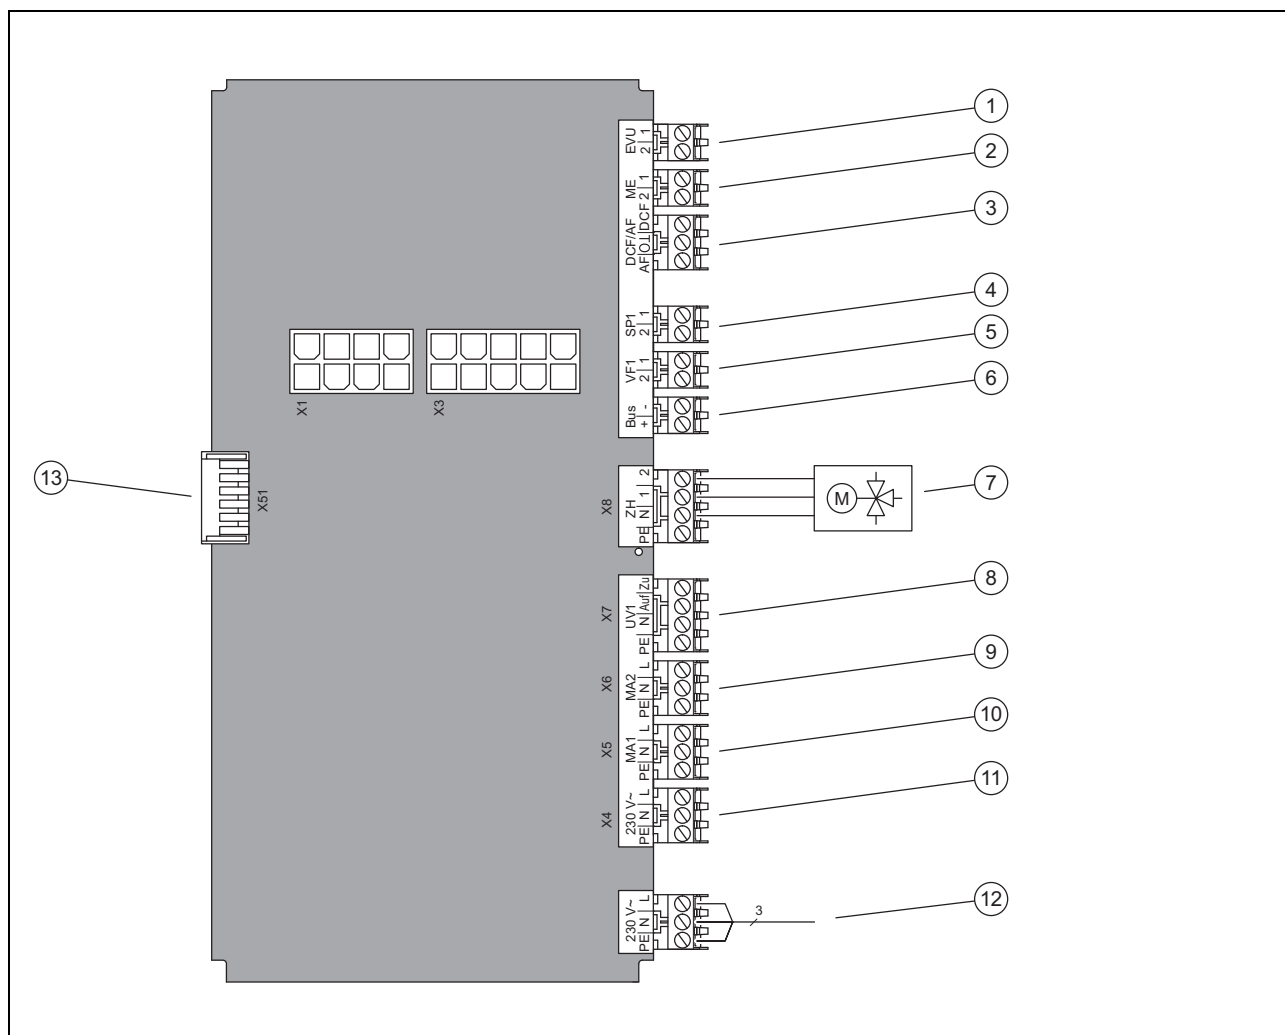 EVU
2 1
1
ME
2 1
2
DCF/AF
AF O⊥ DCF
3
SP1
2 1
4
VF1
2 1
5
Bus
+ -
6
X1
X3
13
X51
X8
ZH
PE N 1 2
M
7
X7
UV1
PE N Auf Zu
8
X6
MA2
PE N L
9
X5
MA1
PE N L
10
X4
230 V~
PE N L
11
230 V~
PE N L
3
12